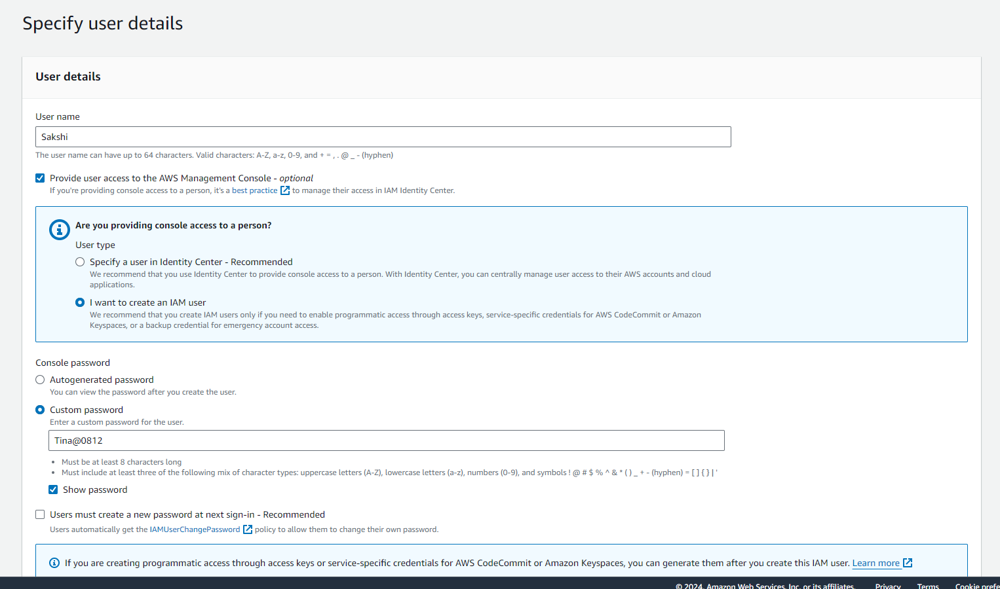 Specify user details
User details
User name
Sakshi
The user name can have up to 64 characters. Valid characters: A-Z, a-z, 0-9, and + = , . @ _ - (hyphen)
Provide user access to the AWS Management Console - optional
If you're providing console access to a person, it's a best practice to manage their access in IAM Identity Center.
Are you providing console access to a person?
User type
Specify a user in Identity Center - Recommended
We recommend that you use Identity Center to provide console access to a person. With Identity Center, you can centrally manage user access to their AWS accounts and cloud
applications.
I want to create an IAM user
We recommend that you create IAM users only if you need to enable programmatic access through access keys, service-specific credentials for AWS CodeCommit or Amazon
Keyspaces, or a backup credential for emergency account access.
Console password
Autogenerated password
You can view the password after you create the user.
Custom password
Enter a custom password for the user.
Tina@0812
• Must be at least 8 characters long
• Must include at least three of the following mix of character types: uppercase letters (A-Z), lowercase letters (a-z), numbers (0-9), and symbols ! @ # $ % ^ & * ( ) _ + - (hyphen) = [ ] { } | '
Show password
Users must create a new password at next sign-in - Recommended
Users automatically get the IAMUserChangePassword policy to allow them to change their own password.
If you are creating programmatic access through access keys or service-specific credentials for AWS CodeCommit or Amazon Keyspaces, you can generate them after you create this IAM user. Learn more
© 2024, Amazon Web Services, Inc. or its affiliates. Privacy Terms Cookie prefe